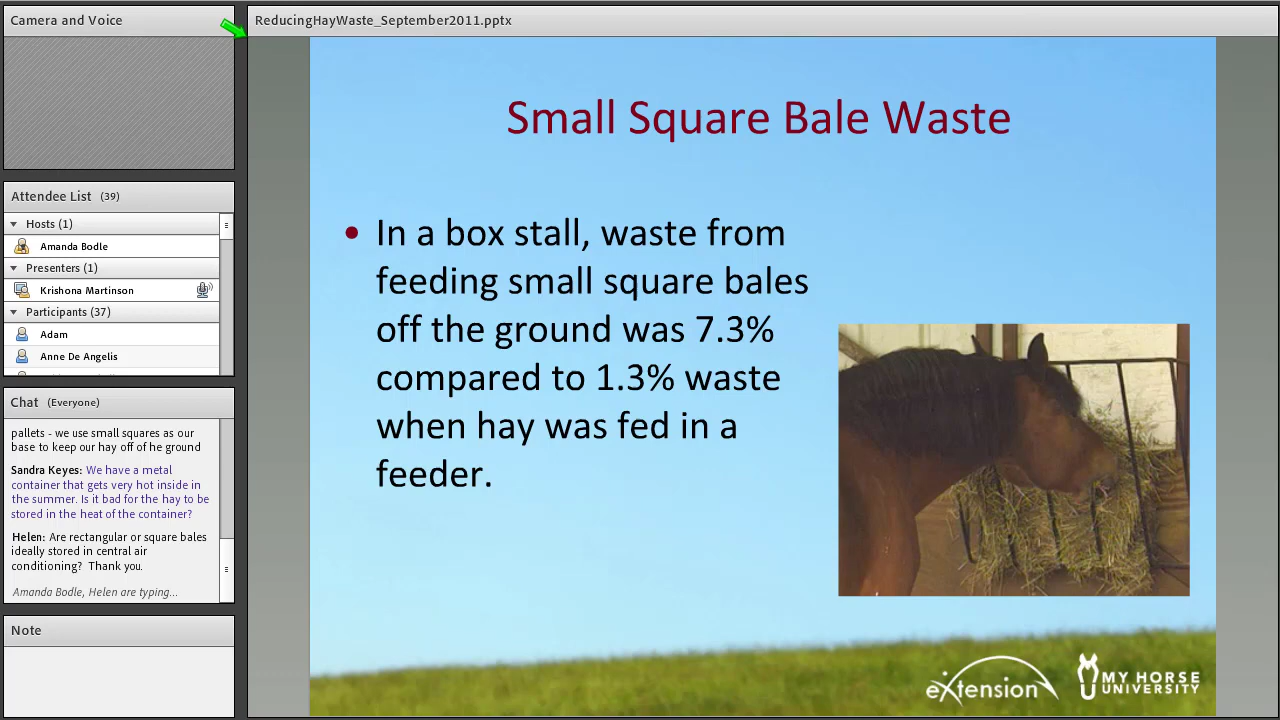 Camera and Voice
ReducingHayWaste_September2011.pptx
Attendee List (39)
Hosts (1)
Amanda Bodle
Presenters (1)
Krishona Martinson
Participants (37)
Adam
Anne De Angelis
Chat (Everyone)
pallets - we use small squares as our
base to keep our hay off of he ground
Sandra Keyes: We have a metal
container that gets very hot inside in
the summer. Is it bad for the hay to be
stored in the heat of the container?
Helen: Are rectangular or square bales
ideally stored in central air
conditioning? Thank you.
Amanda Bodle, Helen are typing...
Note
Small Square Bale Waste
• In a box stall, waste from
feeding small square bales
off the ground was 7.3%
compared to 1.3% waste
when hay was fed in a
feeder.
eXtension
MY HORSE
UNIVERSITY